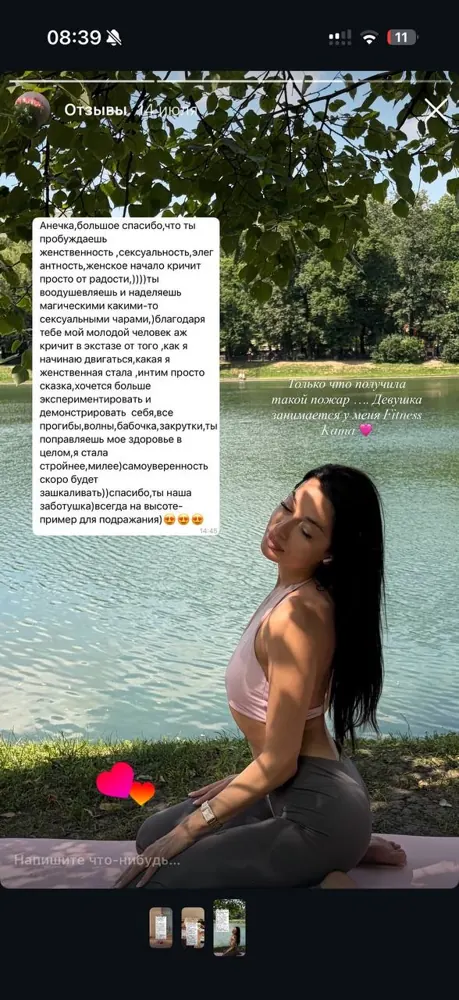 08:39
11
Отзывы 14 июля
Анечка,большое спасибо,что ты
пробуждаешь
женственность ,сексуальность,элег
антность,женское начало кричит
просто от радости,))))ты
воодушевляешь и наделяешь
магическими какими-то
сексуальными чарами,)благодаря
тебе мой молодой человек аж
кричит в экстазе от того ,как я
начинаю двигаться,какая я
женственная стала ,интим просто
сказка,хочется больше
экспериментировать и
демонстрировать себя,все
прогибы,волны,бабочка,закрутки,ты
поправляешь мое здоровье в
целом,я стала
стройнее,милее)самоуверенность
скоро будет
зашкаливать))спасибо,ты наша
заботушка)всегда на высоте-
пример для подражания)😍😍😍
14:45
Только что получила
такой пожар .... Девушка
занимается у меня Fitness
Kama🩷
Напишите что-нибудь...